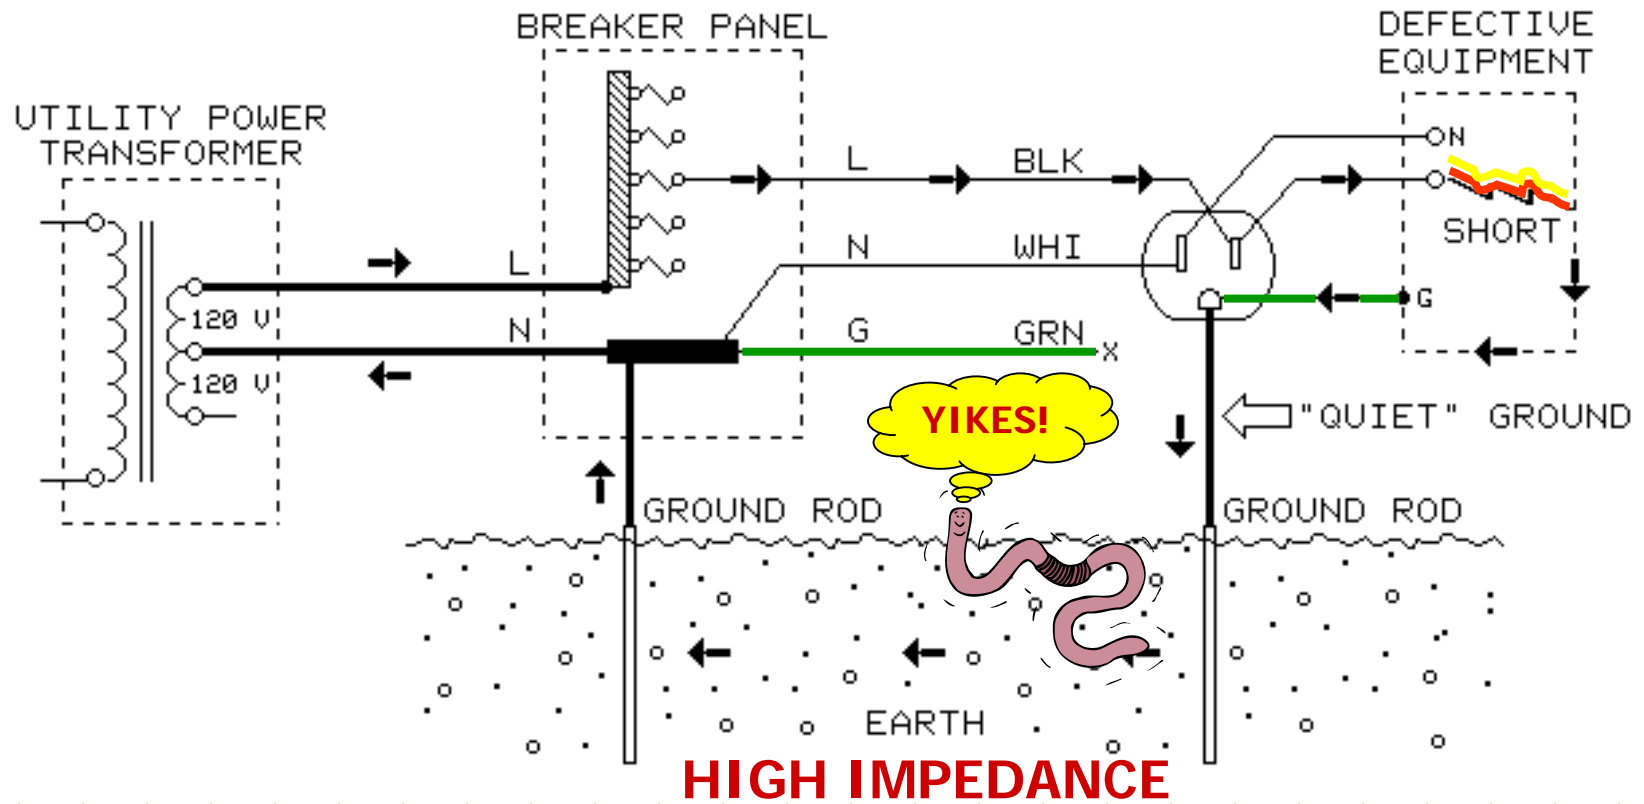 BREAKER PANEL
DEFECTIVE
EQUIPMENT
UTILITY POWER
TRANSFORMER
N
L
BLK
SHORT
N
WHI
L
G
120 V
N
G
GRN
X
120 V
YIKES!
"QUIET" GROUND
GROUND ROD
GROUND ROD
EARTH
HIGH IMPEDANCE